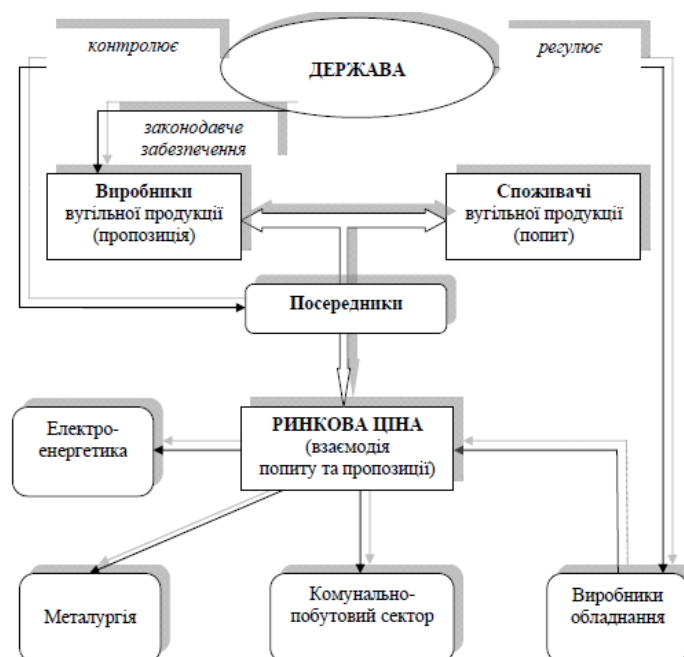 контролює
ДЕРЖАВА
регулює
законодавче
забезпечення
Виробники
вугільної продукції
(пропозиція)
Споживачі
вугільної продукції
(попит)
Посередники
Електро-
енергетика
РИНКОВА ЦІНА
(взаємодія
попиту та пропозиції)
Металургія
Комунально-
побутовий сектор
Виробники
обладнання